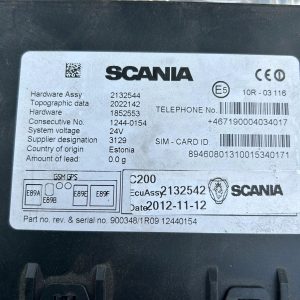 SCANIA
CE
E5
10R - 03 116
Hardware Assy 2132544
Topographic data 2022142
Hardware 1852553
Consecutive No. 1244-0154
System voltage 24V
Supplier designation 3129
Country of origin Estonia
Amount of lead 0.0 g
TELEPHONE No.
+467190004034017
SIM - CARD ID
89460801310015340171
GSM GPS
E89A
E89B
E89E
E89F
C200
EcuAssy 2132542
Date 2012-11-12
SCANIA
Part no. rev. & serial no. 900348/1R09 12440154